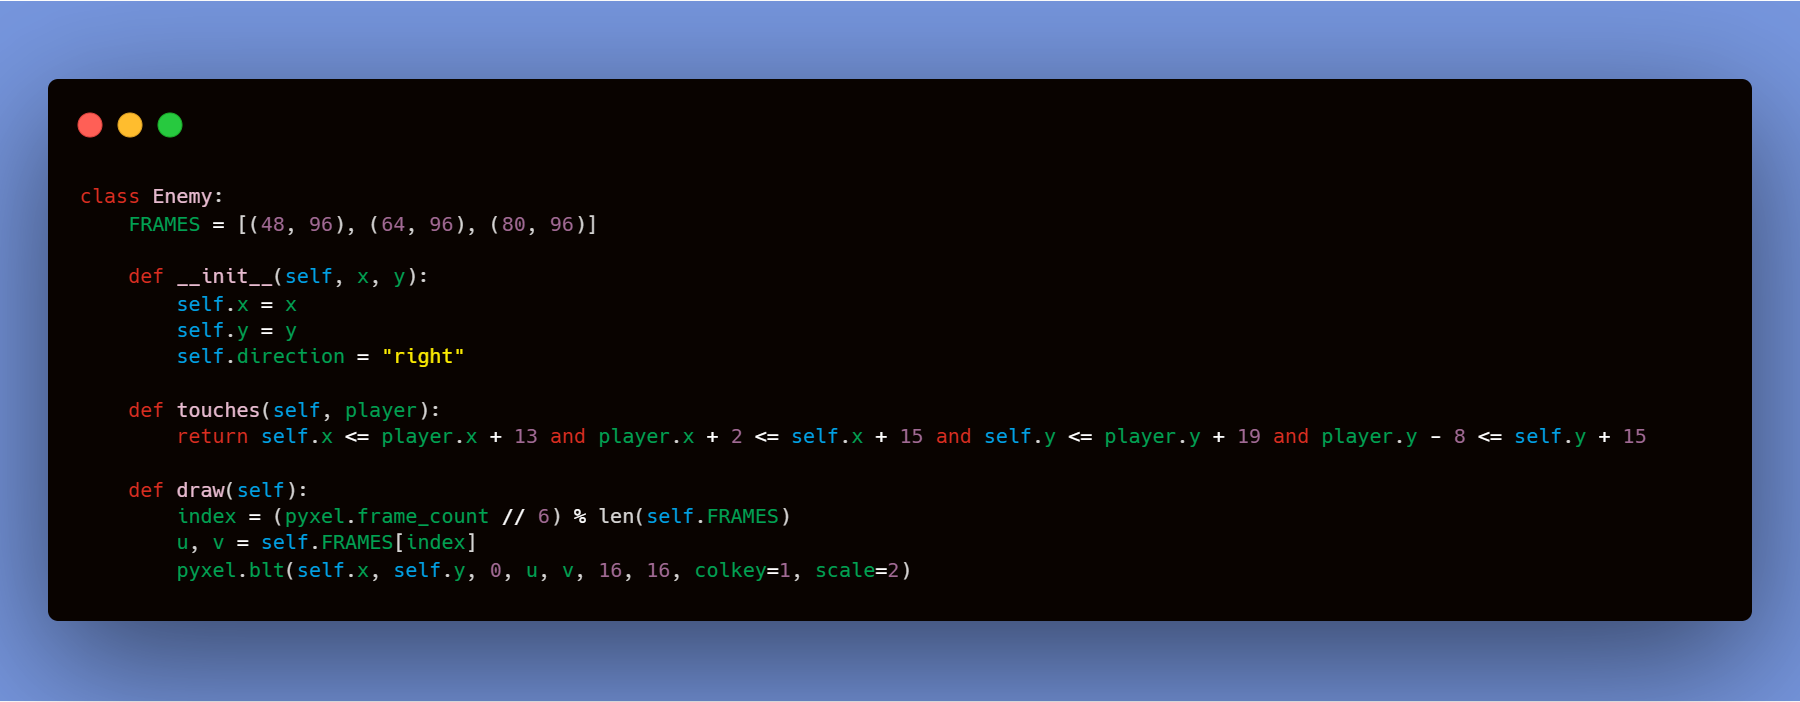 class Enemy:
    FRAMES = [(48, 96), (64, 96), (80, 96)]

    def __init__(self, x, y):
        self.x = x
        self.y = y
        self.direction = "right"

    def touches(self, player):
        return self.x <= player.x + 13 and player.x + 2 <= self.x + 15 and self.y <= player.y + 19 and player.y - 8 <= self.y + 15

    def draw(self):
        index = (pyxel.frame_count // 6) % len(self.FRAMES)
        u, v = self.FRAMES[index]
        pyxel.blt(self.x, self.y, 0, u, v, 16, 16, colkey=1, scale=2)